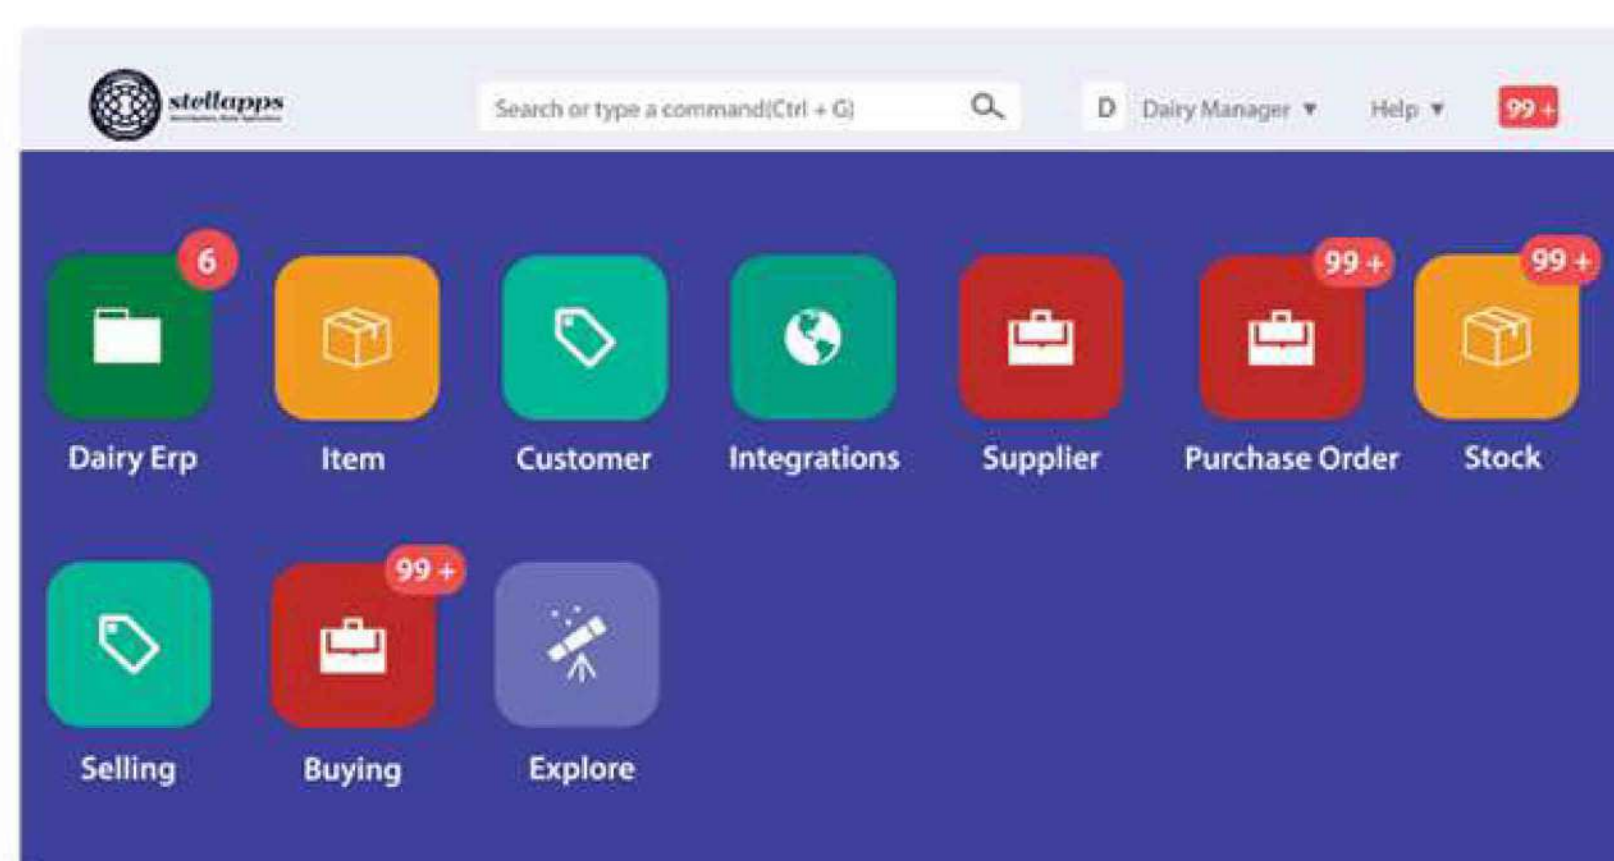 stellapps
Search or type a command(Ctrl + G)
D Dairy Manager ▼ Help ▼ 99 +
6
99 +
99 +
Dairy Erp
Item
Customer
Integrations
Supplier
Purchase Order
Stock
99 +
Selling
Buying
Explore